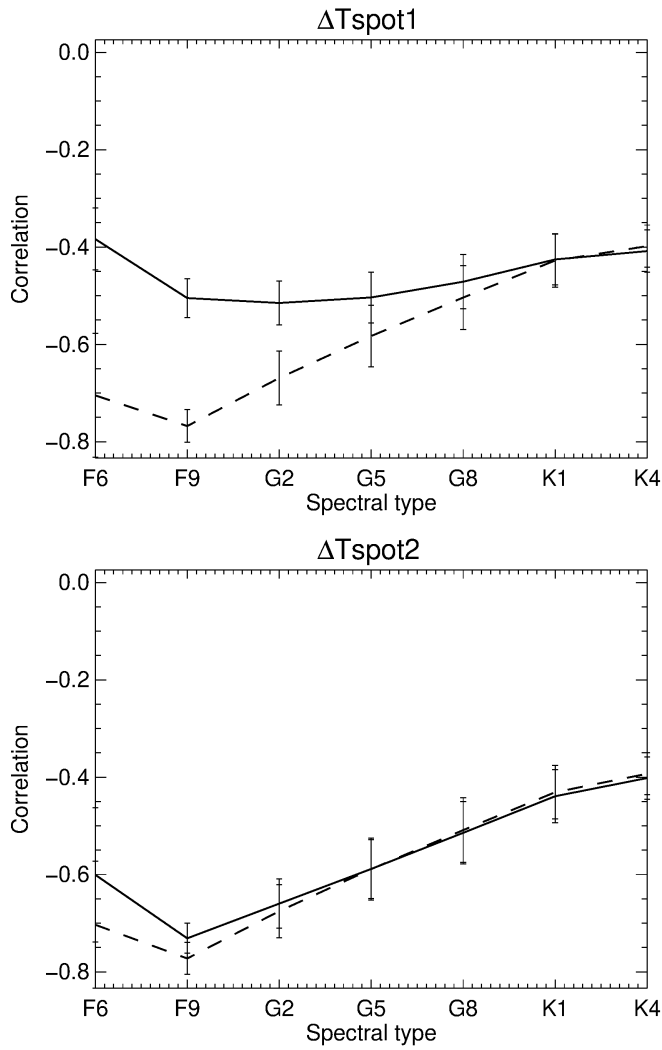 ΔTspot1
0.0
−0.2
−0.4
−0.6
−0.8
Correlation
F6 F9 G2 G5 G8 K1 K4
Spectral type
ΔTspot2
0.0
−0.2
−0.4
−0.6
−0.8
Correlation
F6 F9 G2 G5 G8 K1 K4
Spectral type